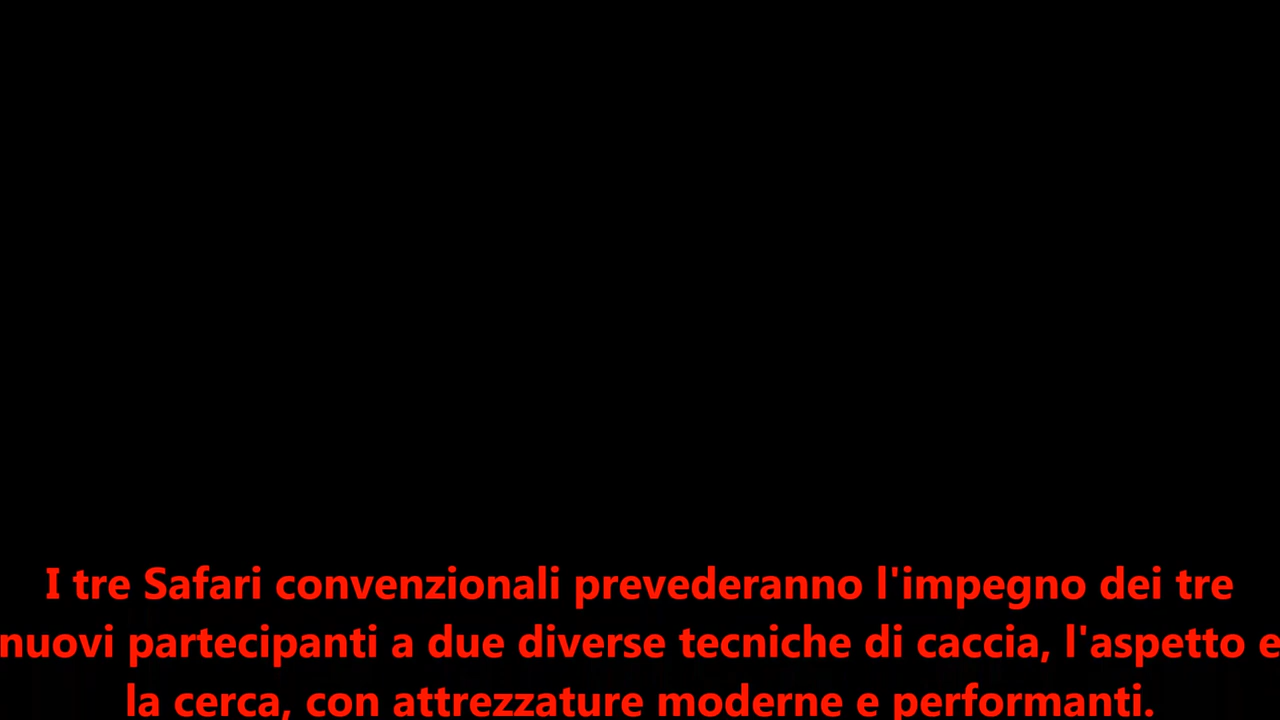 I tre Safari convenzionali prevederanno l'impegno dei tre
nuovi partecipanti a due diverse tecniche di caccia, l'aspetto e
la cerca, con attrezzature moderne e performanti.